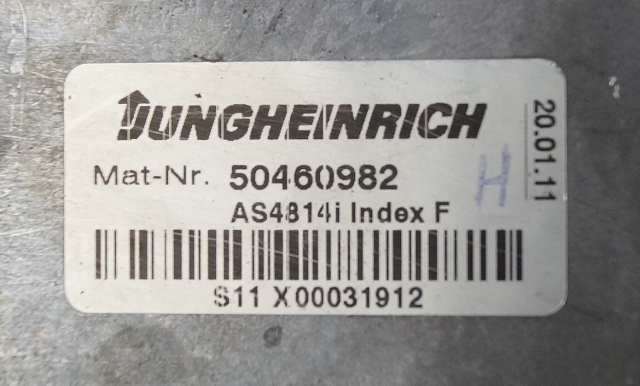 JUNGHEINRICH
Mat-Nr. 50460982
AS4814i Index F
S11 X00031912
20.01.11
H